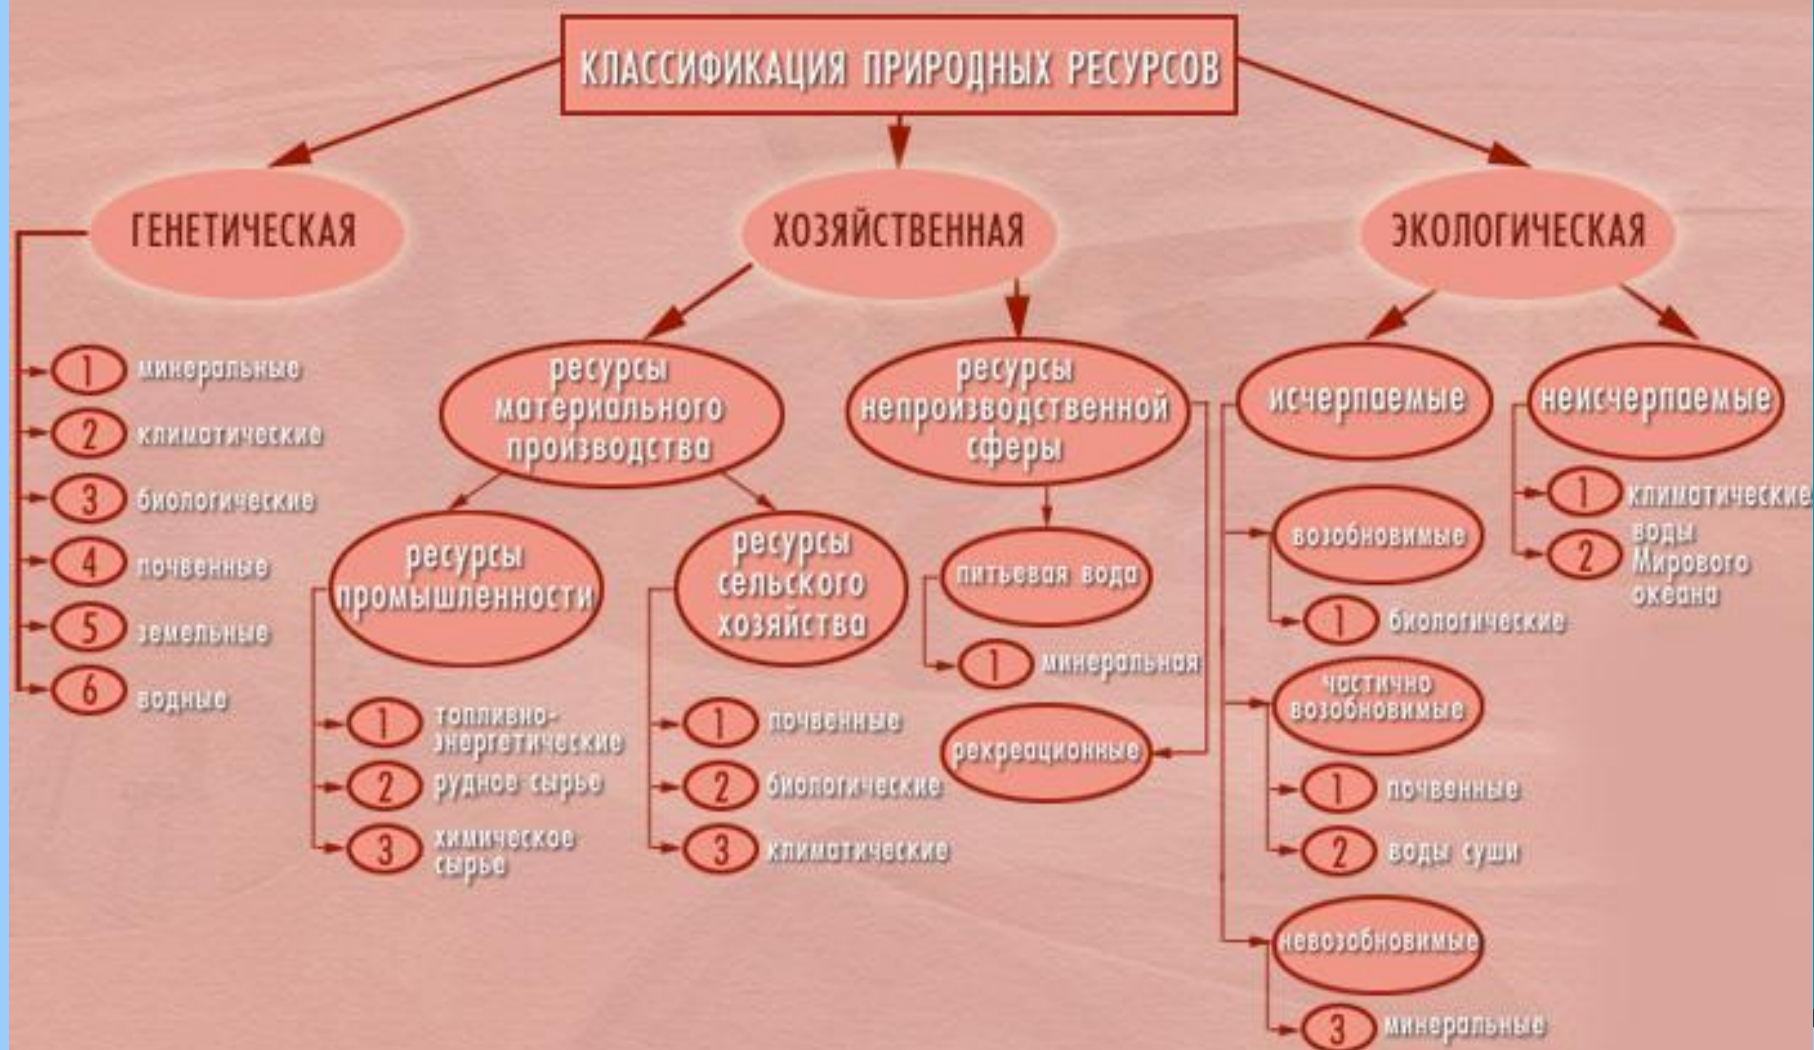 КЛАССИФИКАЦИЯ ПРИРОДНЫХ РЕСУРСОВ
ГЕНЕТИЧЕСКАЯ
1 минеральные
2 климатические
3 биологические
4 почвенные
5 земельные
6 водные
ХОЗЯЙСТВЕННАЯ
ресурсы
материального
производства
ресурсы
промышленности
1 топливно-
энергетические
2 рудное сырье
3 химическое
сырье
ресурсы
сельского
хозяйства
1 почвенные
2 биологические
3 климатические
ресурсы
непроизводственной
сферы
питьевая вода
1 минеральная
рекреационные
ЭКОЛОГИЧЕСКАЯ
исчерпаемые
возобновимые
1 биологические
частично
возобновимые
1 почвенные
2 воды суши
невозобновимые
3 минеральные
неисчерпаемые
1 климатические
2 воды
Мирового
океана